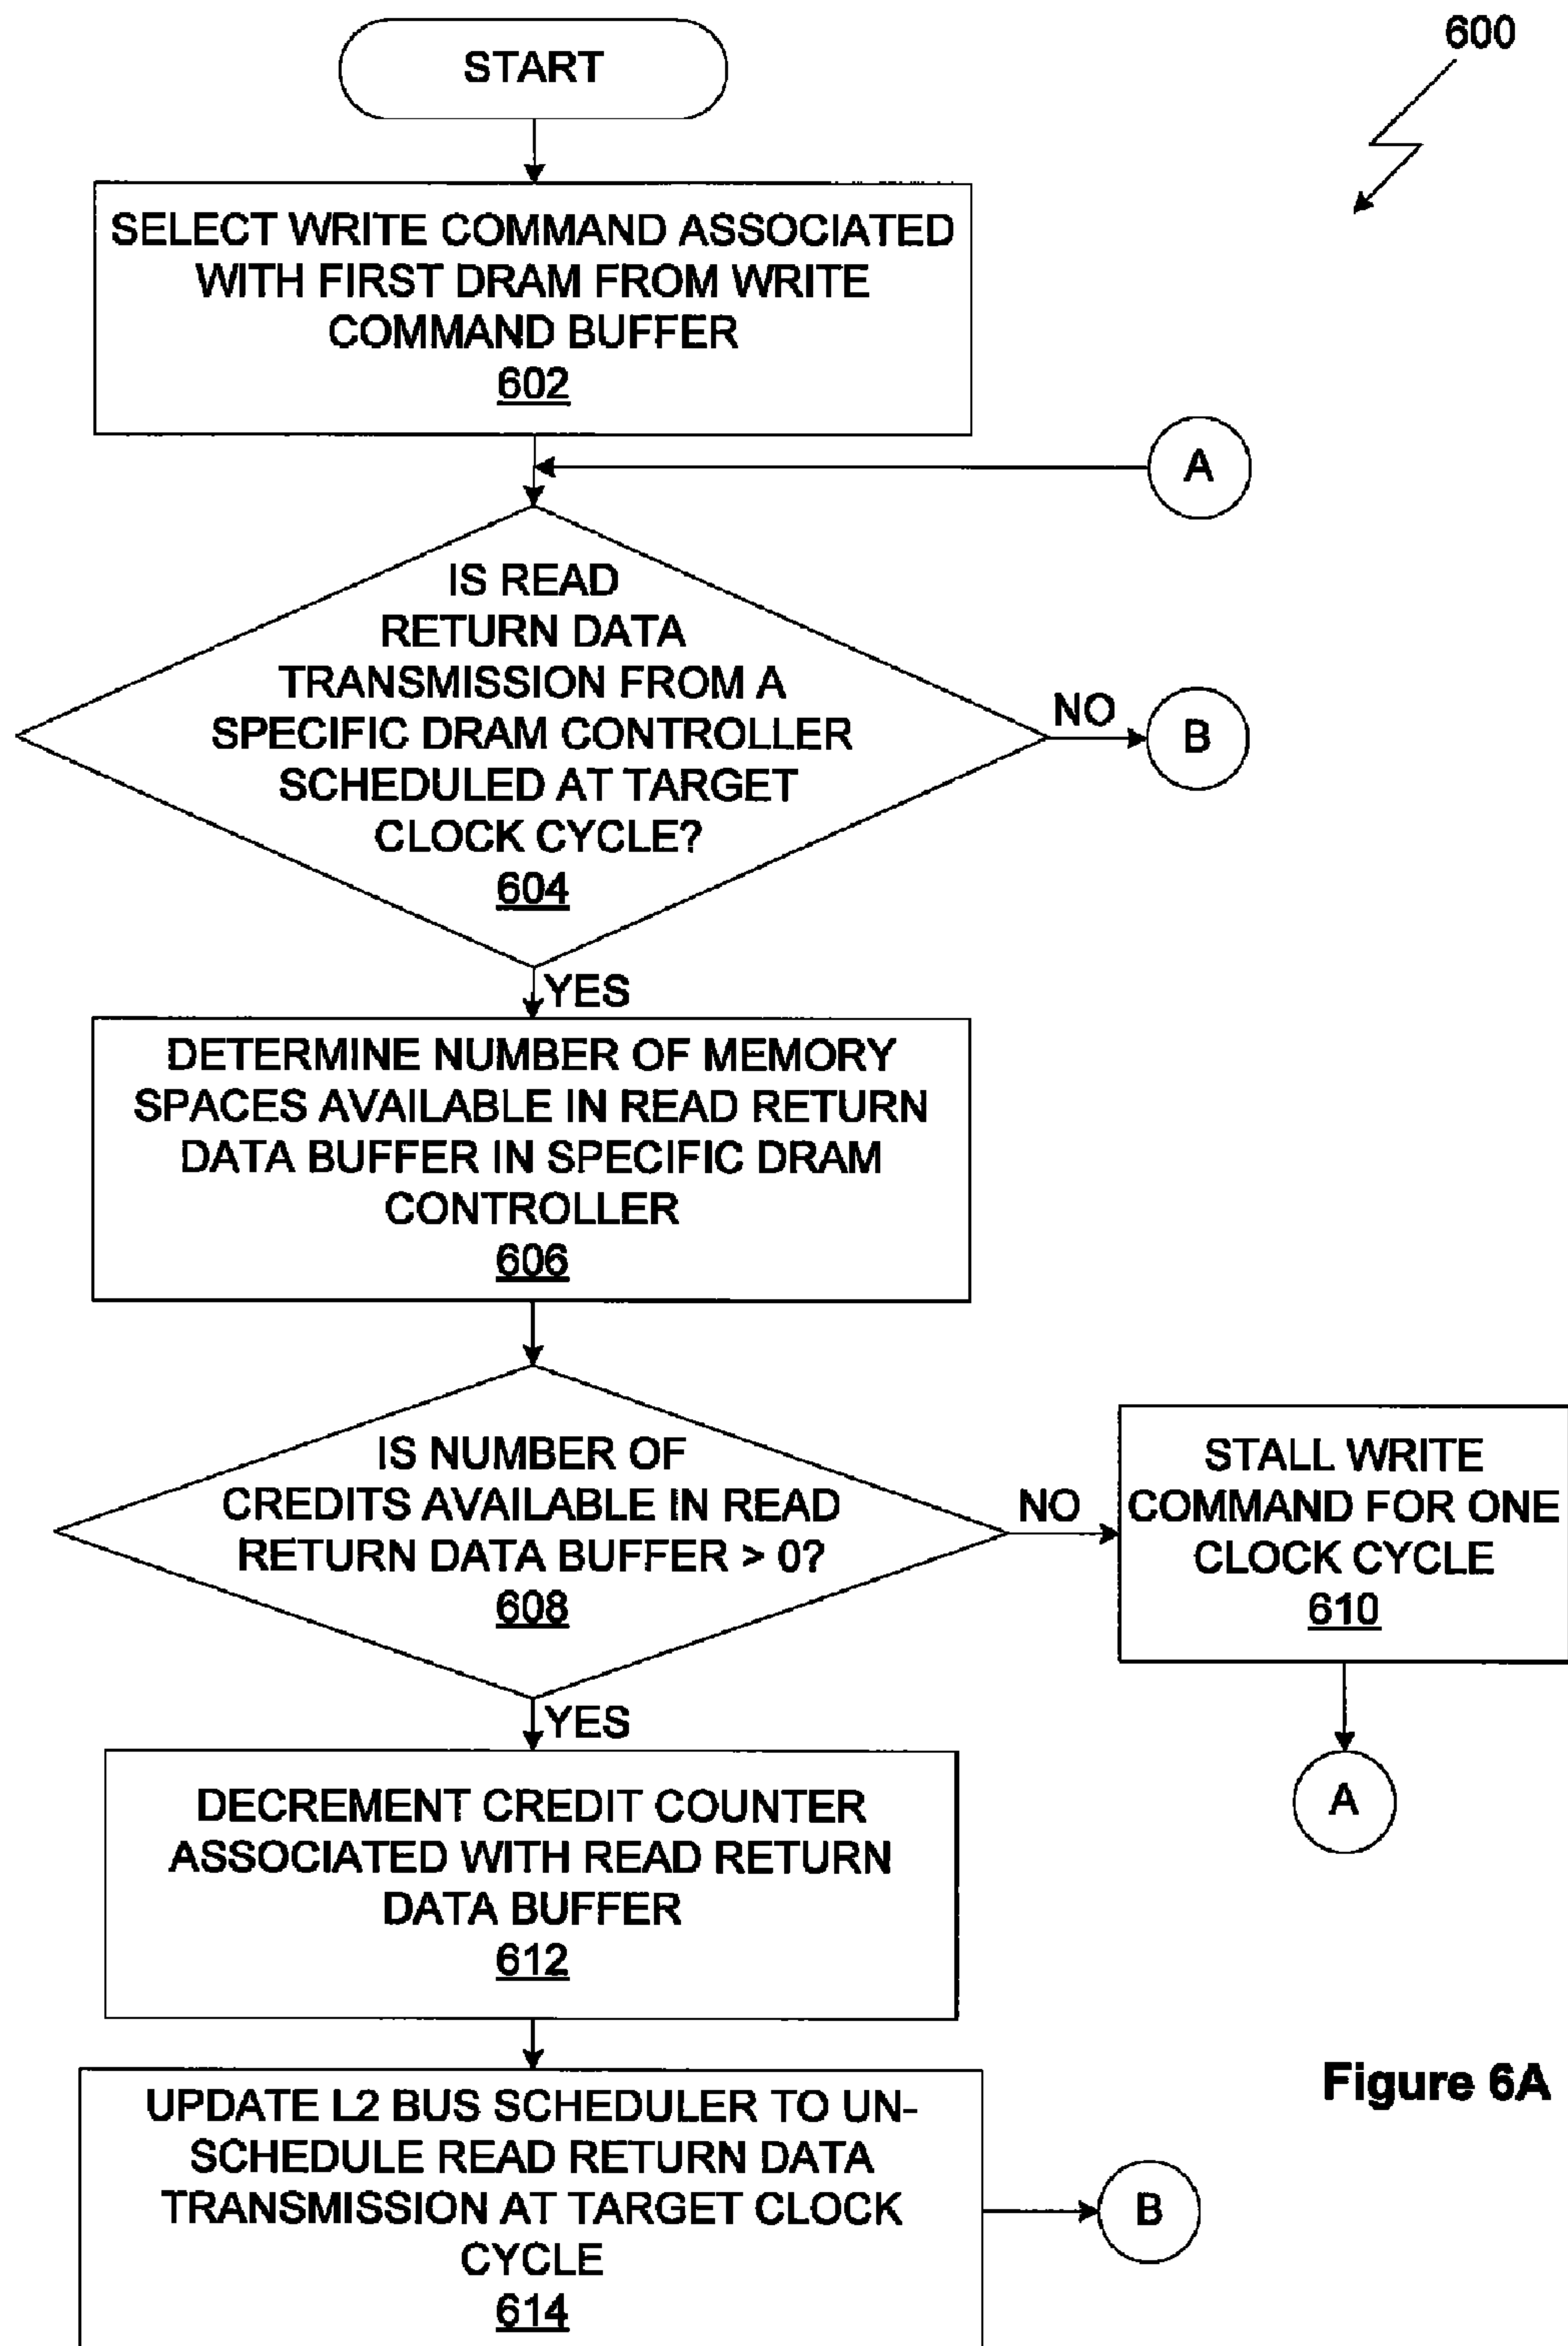 START
600
SELECT WRITE COMMAND ASSOCIATED
WITH FIRST DRAM FROM WRITE
COMMAND BUFFER
602
A
IS READ
RETURN DATA
TRANSMISSION FROM A
SPECIFIC DRAM CONTROLLER
SCHEDULED AT TARGET
CLOCK CYCLE?
604
NO
B
YES
DETERMINE NUMBER OF MEMORY
SPACES AVAILABLE IN READ RETURN
DATA BUFFER IN SPECIFIC DRAM
CONTROLLER
606
IS NUMBER OF
CREDITS AVAILABLE IN READ
RETURN DATA BUFFER > 0?
608
NO
STALL WRITE
COMMAND FOR ONE
CLOCK CYCLE
610
A
YES
DECREMENT CREDIT COUNTER
ASSOCIATED WITH READ RETURN
DATA BUFFER
612
UPDATE L2 BUS SCHEDULER TO UN-
SCHEDULE READ RETURN DATA
TRANSMISSION AT TARGET CLOCK
CYCLE
614
B
Figure 6A